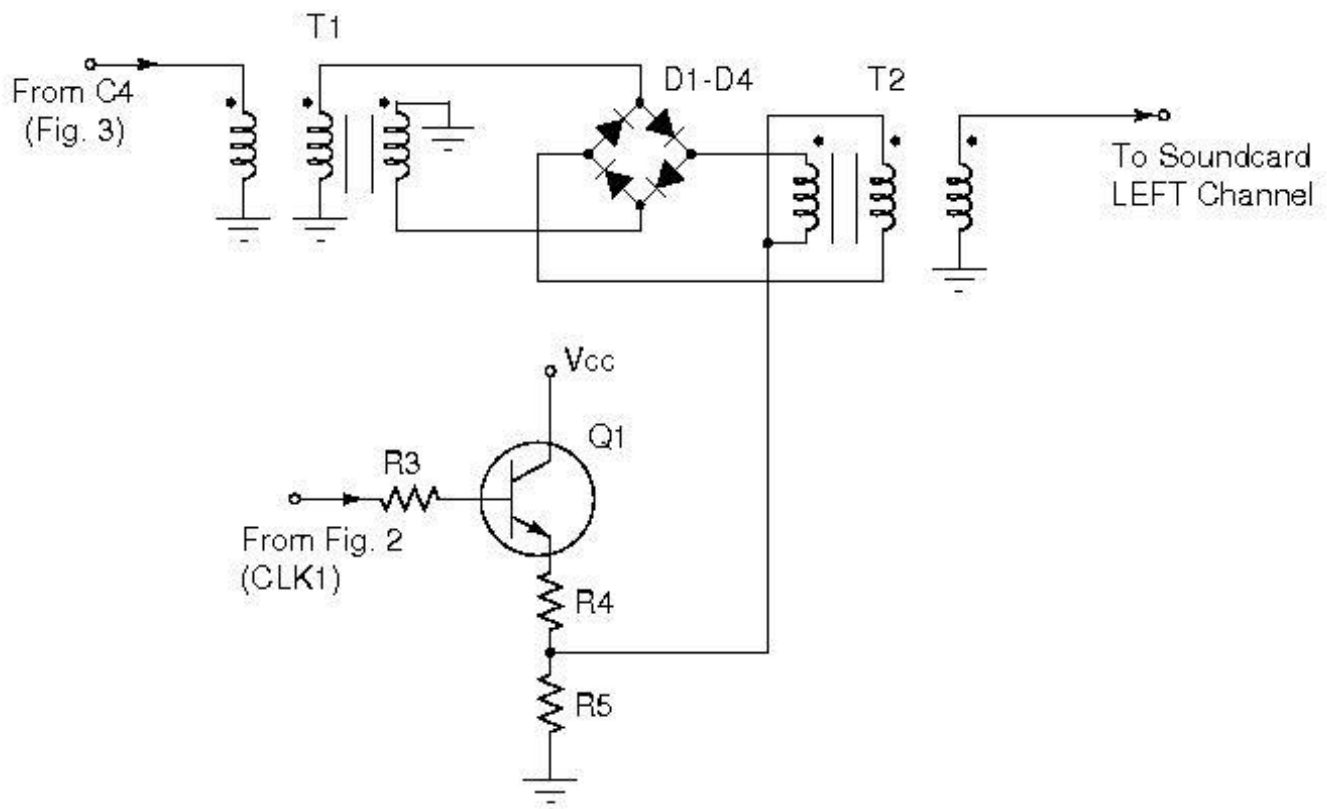 T1
D1-D4
T2
From C4
(Fig. 3)
To Soundcard
LEFT Channel
Vcc
Q1
R3
From Fig. 2
(CLK1)
R4
R5